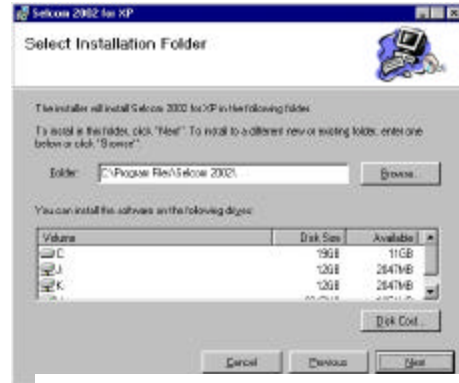 Selcom 2002 for XP
Select Installation Folder
The installer will install Selcom 2002 for XP in the following folder.
To install in this folder, click "Next". To install to a different new or existing folder, enter one
below or click "Browse".
Folder: C:\Program Files\Selcom 2002\
Browse...
You can install the software on the following drives:
Volume Disk Size Available
C: 19GB 11GB
J: 12GB 2047MB
K: 12GB 2047MB
Disk Cost...
Cancel Previous Next